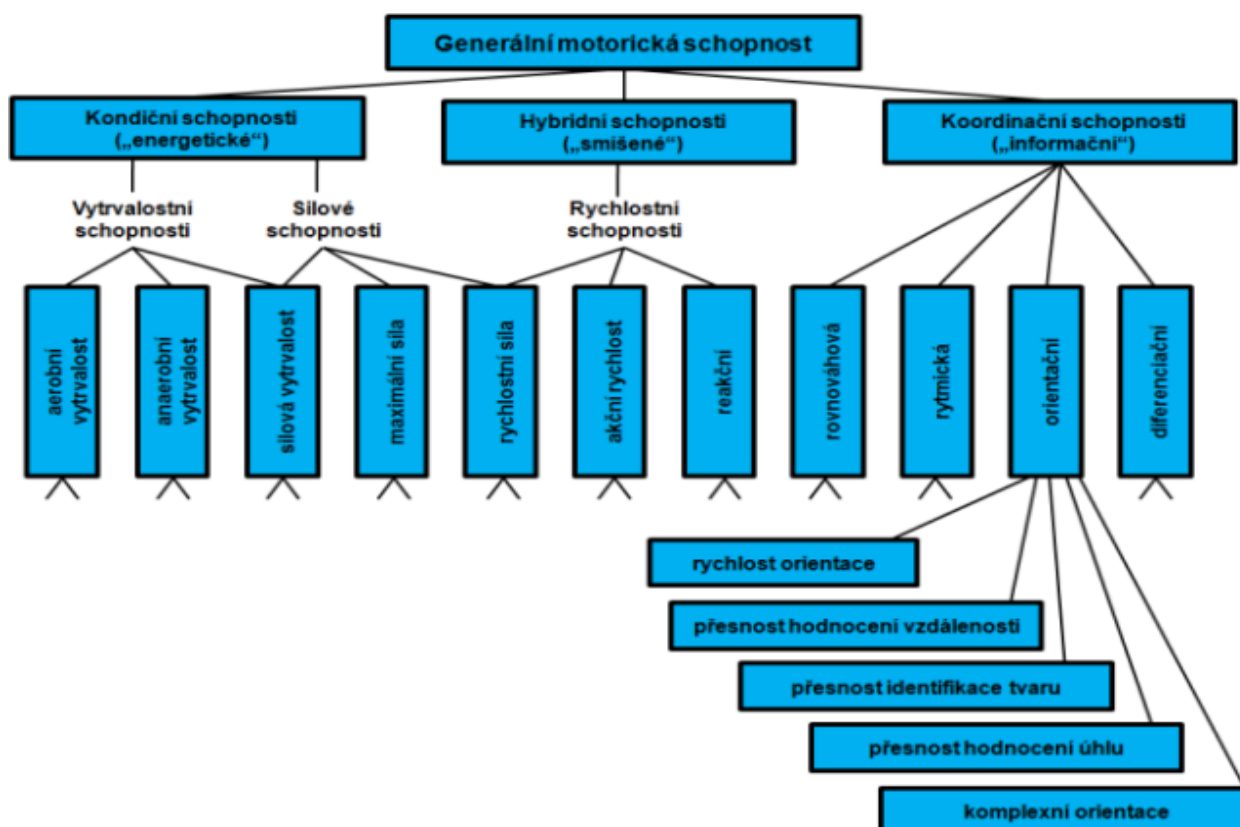 Generální motorická schopnost
Kondiční schopnosti
(„energetické“)
Hybridní schopnosti
(„smíšené“)
Koordinační schopnosti
(„informační“)
Vytrvalostní
schopnosti
Silové
schopnosti
Rychlostní
schopnosti
aerobní
vytrvalost
anaerobní
vytrvalost
silová vytrvalost
maximální síla
rychlostní síla
akční rychlost
reakční
rovnováhová
rytmická
orientační
diferenciační
rychlost orientace
přesnost hodnocení vzdálenosti
přesnost identifikace tvaru
přesnost hodnocení úhlu
komplexní orientace